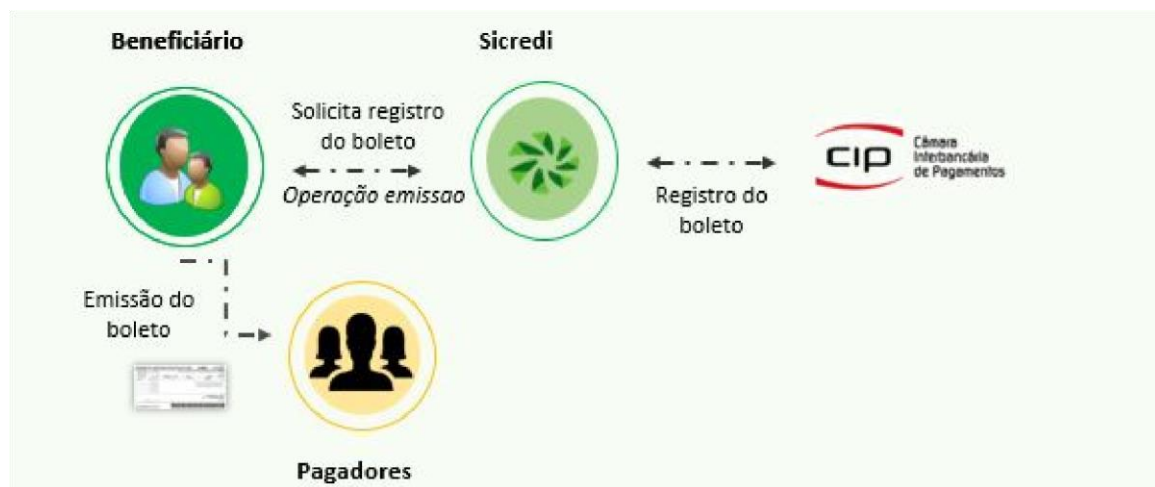 Beneficiário
Sicredi
Solicita registro
do boleto
Operação emissao
CIP
Câmara
Interbancária
de Pagamentos
Registro do
boleto
Emissão do
boleto
Pagadores